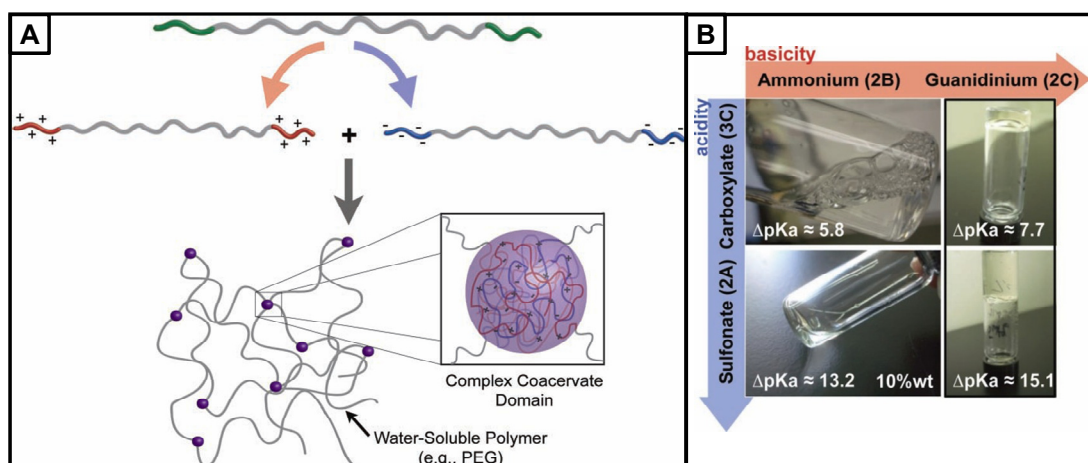 A
+ + + +
+ + + +
+
- - - -
- - - -
Complex Coacervate
Domain
Water-Soluble Polymer
(e.g., PEG)
B
basicity
Ammonium (2B)
Guanidinium (2C)
acidity
Carboxylate (3C)
ΔpKa ≈ 5.8
ΔpKa ≈ 7.7
Sulfonate (2A)
ΔpKa ≈ 13.2
10%wt
ΔpKa ≈ 15.1